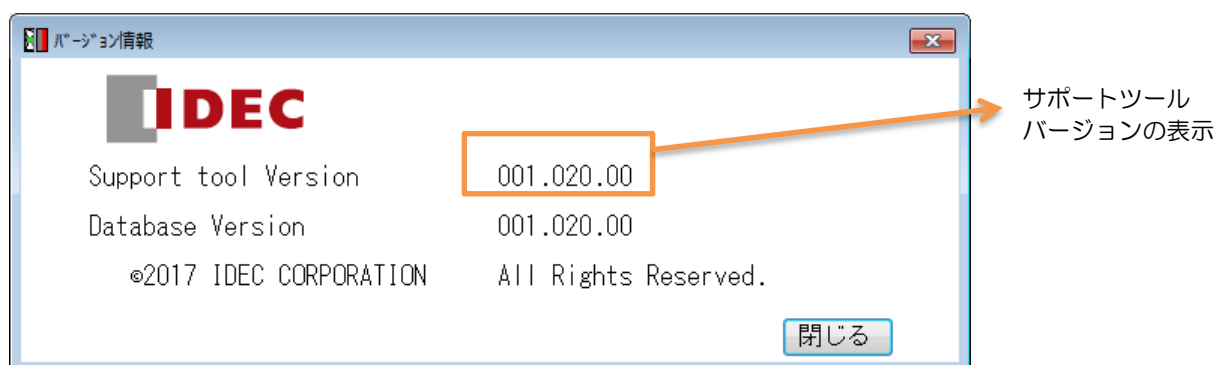 ﾊﾞｰｼﾞｮﾝ情報
IDEC
サポートツール
バージョンの表示
Support tool Version 001.020.00
Database Version 001.020.00
©2017 IDEC CORPORATION All Rights Reserved.
閉じる